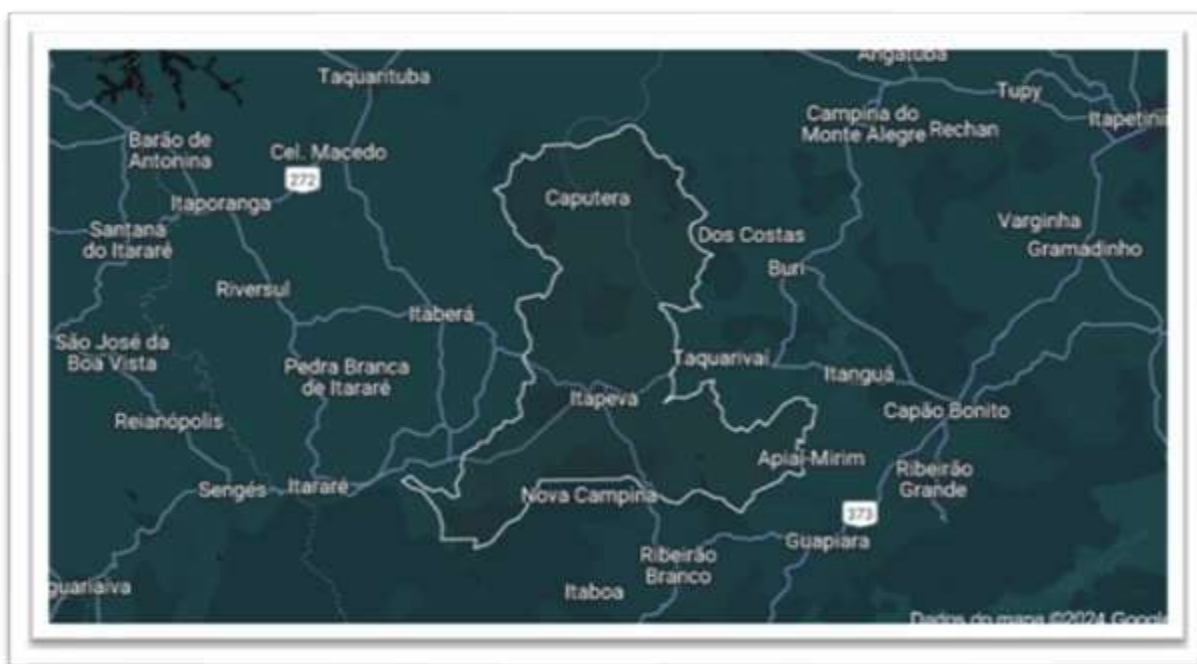 Angatuba
Taquarituba
Tupy
Campina do
Monte Alegre
Rechan
Barão de
Antonina
Cel. Macedo
272
Itaporanga
Caputera
Varginha
Santana
do Itararé
Dos Costas
Gramadinho
Buri
Riversul
Itaberá
São José da
Boa Vista
Pedra Branca
de Itararé
Taquarivaí
Itanguá
Itapeva
Capão Bonito
Reianópolis
Apiaí-Mirim
Ribeirão
Grande
Sengés
Itararé
Nova Campina
373
Guapiara
Ribeirão
Branco
Itaboa
guariaíva
Dados do mapa ©2024 Google